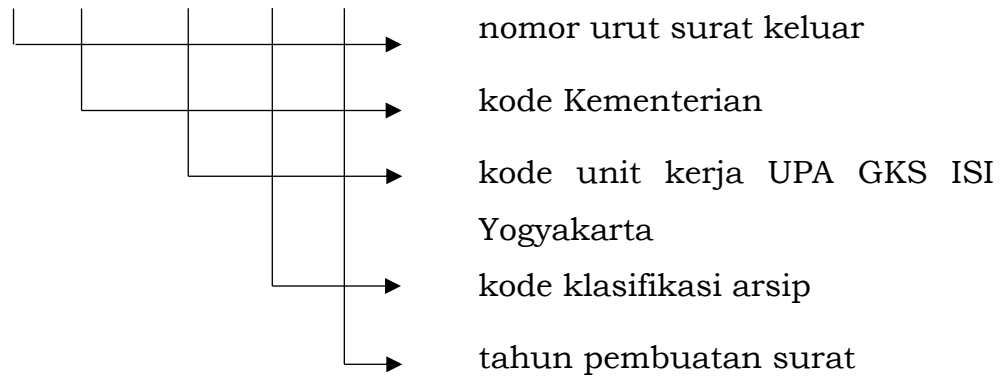 nomor urut surat keluar
kode Kementerian
kode unit kerja UPA GKS ISI
Yogyakarta
kode klasifikasi arsip
tahun pembuatan surat